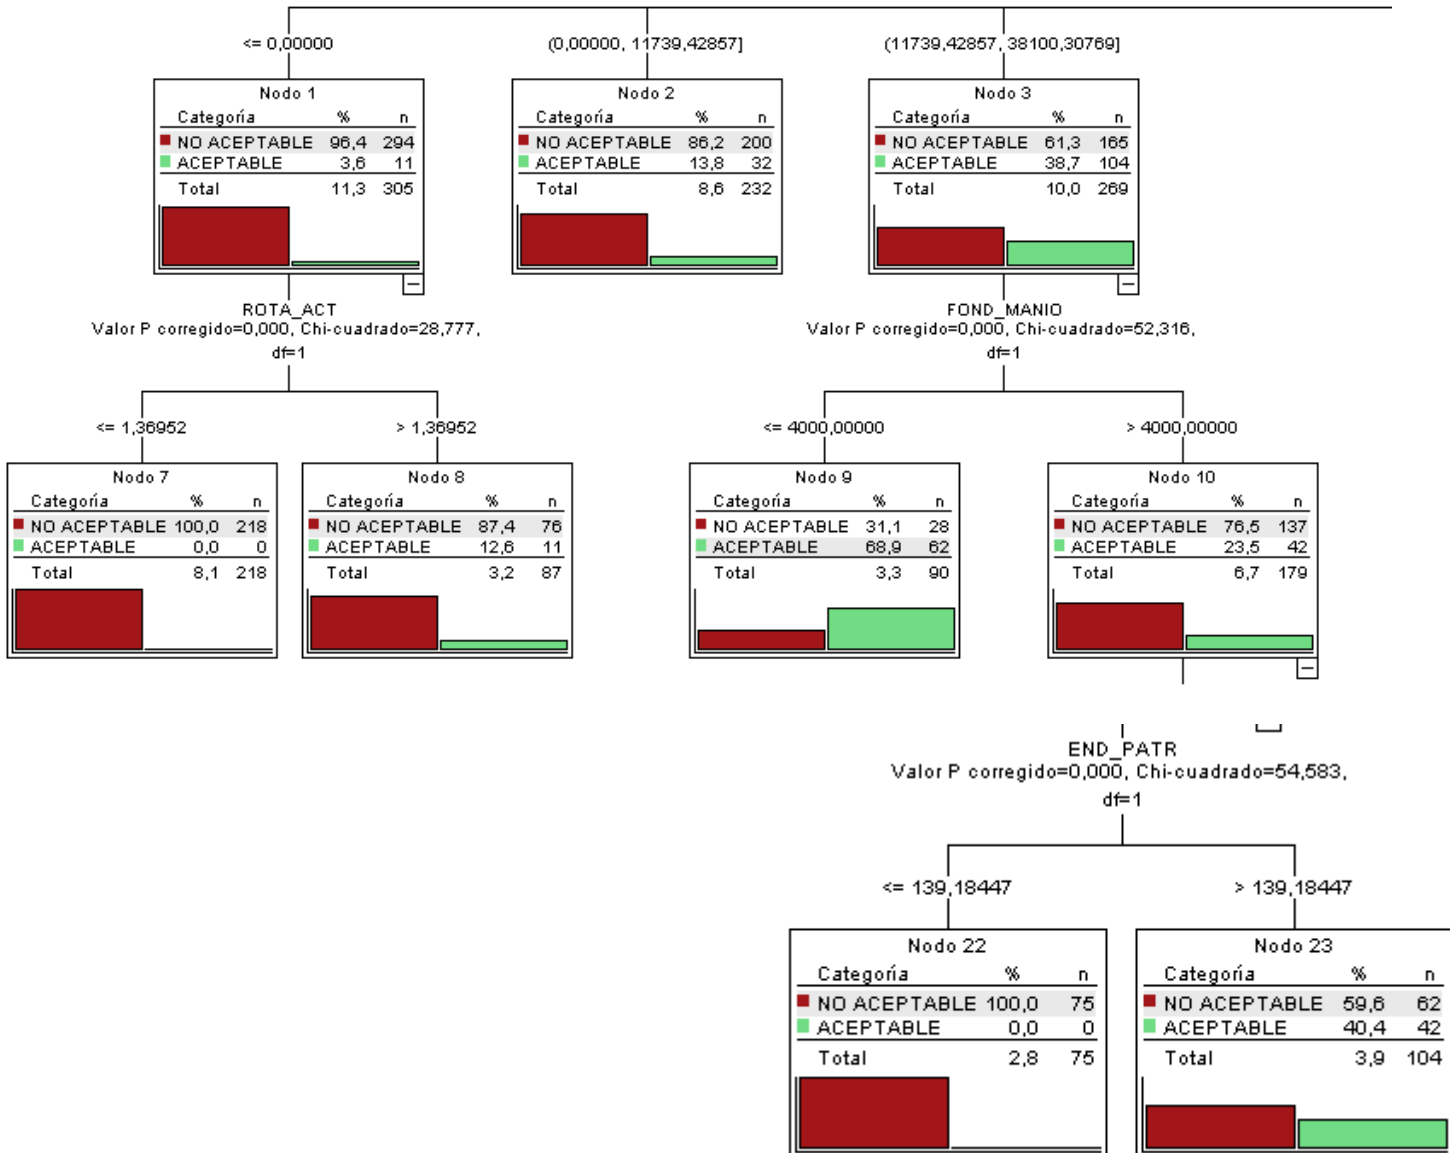 <= 0,00000
(0,00000, 11739,42857]
(11739,42857, 38100,30769]
Nodo 1
Categoría % n
NO ACEPTABLE 96,4 294
ACEPTABLE 3,6 11
Total 11,3 305
Nodo 2
Categoría % n
NO ACEPTABLE 86,2 200
ACEPTABLE 13,8 32
Total 8,6 232
Nodo 3
Categoría % n
NO ACEPTABLE 61,3 165
ACEPTABLE 38,7 104
Total 10,0 269
ROTA_ACT
Valor P corregido=0,000, Chi-cuadrado=28,777,
df=1
FOND_MANIO
Valor P corregido=0,000, Chi-cuadrado=52,316,
df=1
<= 1,36952
> 1,36952
<= 4000,00000
> 4000,00000
Nodo 7
Categoría % n
NO ACEPTABLE 100,0 218
ACEPTABLE 0,0 0
Total 8,1 218
Nodo 8
Categoría % n
NO ACEPTABLE 87,4 76
ACEPTABLE 12,6 11
Total 3,2 87
Nodo 9
Categoría % n
NO ACEPTABLE 31,1 28
ACEPTABLE 68,9 62
Total 3,3 90
Nodo 10
Categoría % n
NO ACEPTABLE 76,5 137
ACEPTABLE 23,5 42
Total 6,7 179
END_PATR
Valor P corregido=0,000, Chi-cuadrado=54,583,
df=1
<= 139,18447
> 139,18447
Nodo 22
Categoría % n
NO ACEPTABLE 100,0 75
ACEPTABLE 0,0 0
Total 2,8 75
Nodo 23
Categoría % n
NO ACEPTABLE 59,6 62
ACEPTABLE 40,4 42
Total 3,9 104